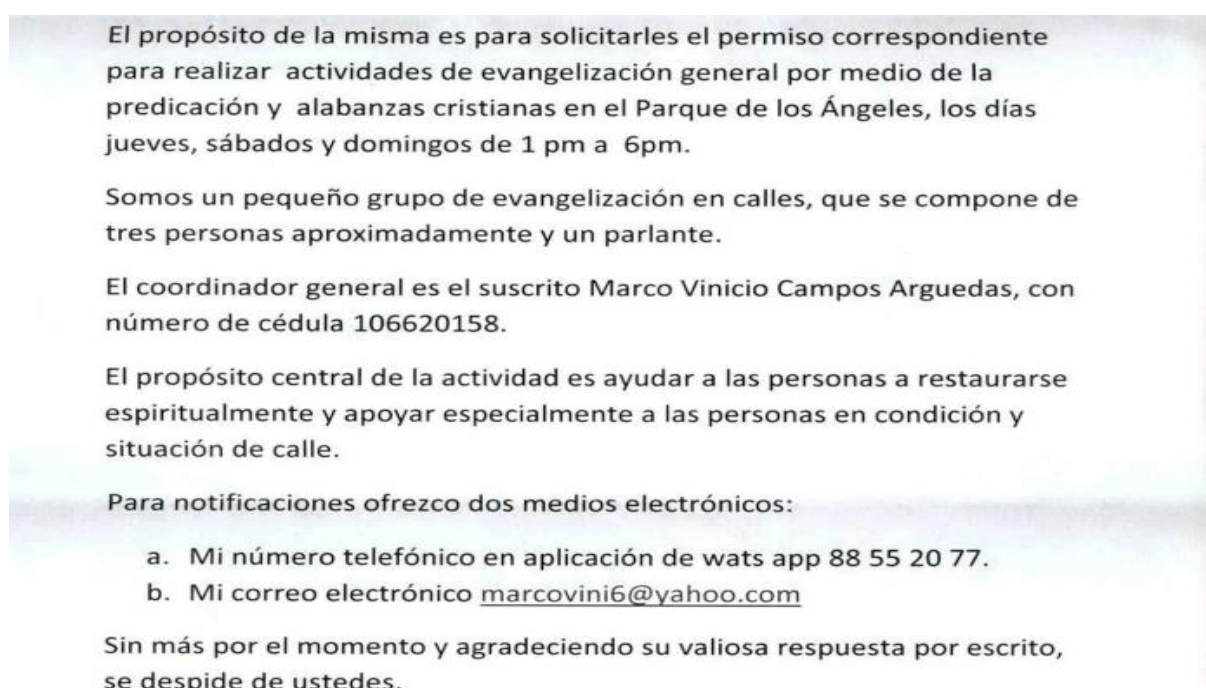 El propósito de la misma es para solicitarles el permiso correspondiente
para realizar actividades de evangelización general por medio de la
predicación y alabanzas cristianas en el Parque de los Ángeles, los días
jueves, sábados y domingos de 1 pm a 6pm.
Somos un pequeño grupo de evangelización en calles, que se compone de
tres personas aproximadamente y un parlante.
El coordinador general es el suscrito Marco Vinicio Campos Arguedas, con
número de cédula 106620158.
El propósito central de la actividad es ayudar a las personas a restaurarse
espiritualmente y apoyar especialmente a las personas en condición y
situación de calle.
Para notificaciones ofrezco dos medios electrónicos:
a. Mi número telefónico en aplicación de wats app 88 55 20 77.
b. Mi correo electrónico marcovini6@yahoo.com
Sin más por el momento y agradeciendo su valiosa respuesta por escrito,
se despide de ustedes.